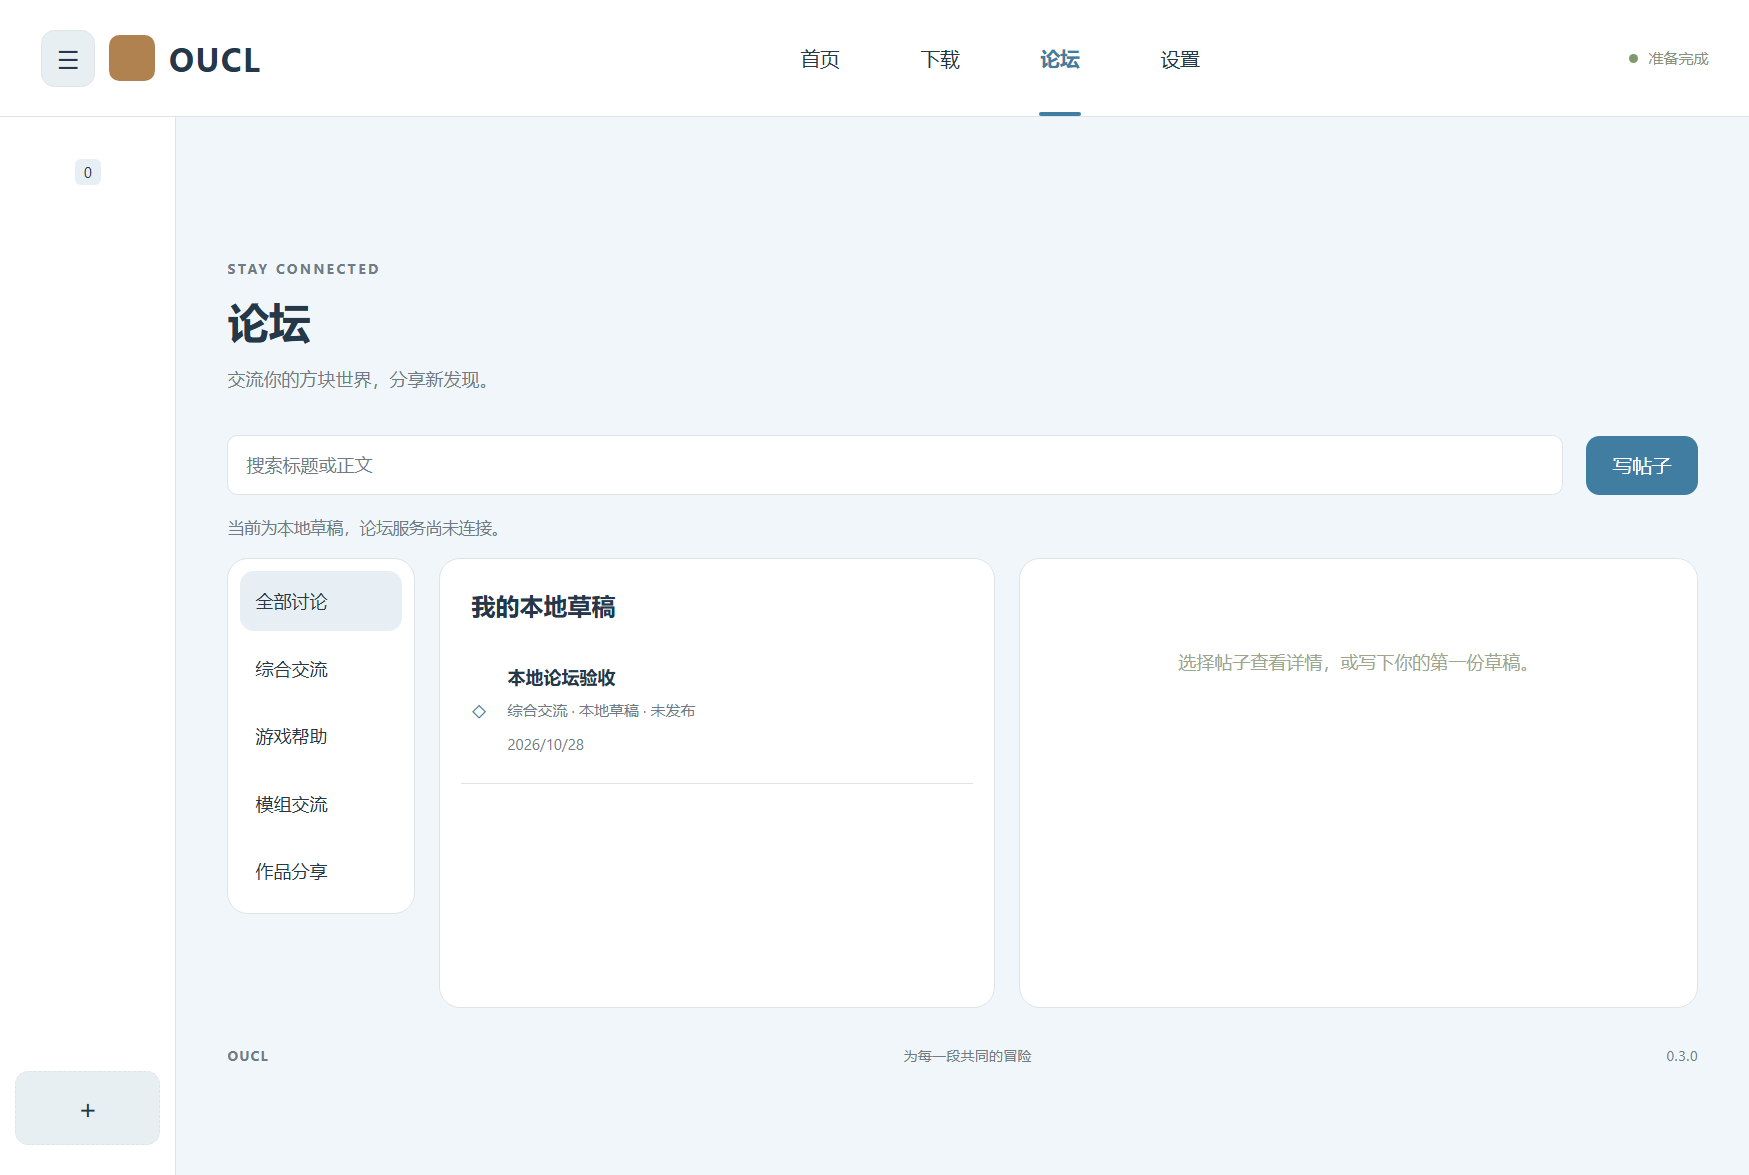 OUCL
首页
下载
论坛
设置
准备完成
0
STAY CONNECTED
论坛
交流你的方块世界，分享新发现。
搜索标题或正文
写帖子
当前为本地草稿，论坛服务尚未连接。
全部讨论
综合交流
游戏帮助
模组交流
作品分享
我的本地草稿
本地论坛验收
综合交流 · 本地草稿 · 未发布
2026/10/28
选择帖子查看详情，或写下你的第一份草稿。
OUCL
为每一段共同的冒险
0.3.0
+